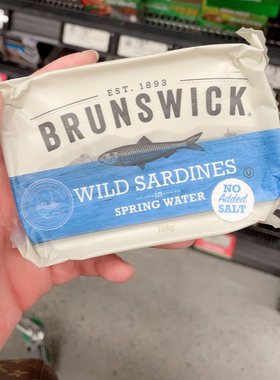 EST. 1893
BRUNSWICK®
WILD SARDINES
in
SPRING WATER
NO
Added
SALT
106g